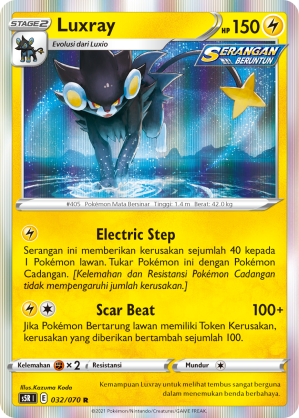 STAGE2 Luxray HP 150
Evolusi dari Luxio
SERANGAN
BERUNTUN
#405 Pokémon Mata Bersinar Tinggi: 1.4 m Berat: 42.0 kg
Electric Step
Serangan ini memberikan kerusakan sejumlah 40 kepada
1 Pokémon lawan. Tukar Pokémon ini dengan Pokémon
Cadangan. [Kelemahan dan Resistansi Pokémon Cadangan
tidak mempengaruhi jumlah kerusakan.]
Scar Beat 100+
Jika Pokémon Bertarung lawan memiliki Token Kerusakan,
kerusakan yang diberikan bertambah sejumlah 100.
Kelemahan ×2 Resistansi Mundur
Illus. Kazuma Koda
s5R I E 032/070 R
Kemampuan Luxray untuk melihat tembus sangat berguna
dalam menemukan benda berbahaya.
©2021 Pokémon/Nintendo/Creatures/GAME FREAK.